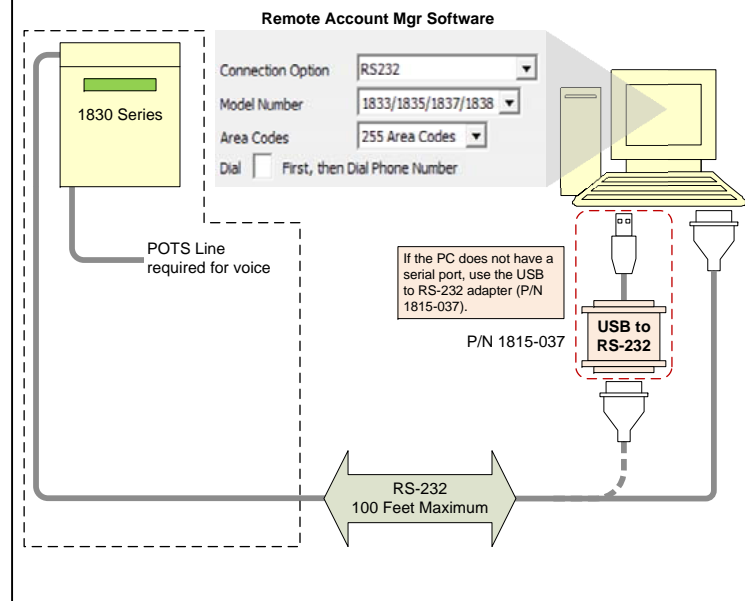 Remote Account Mgr Software
1830 Series
Connection Option
RS232
Model Number
1833/1835/1837/1838
Area Codes
255 Area Codes
Dial
First, then Dial Phone Number
POTS Line
required for voice
If the PC does not have a
serial port, use the USB
to RS-232 adapter (P/N
1815-037).
P/N 1815-037
USB to
RS-232
RS-232
100 Feet Maximum